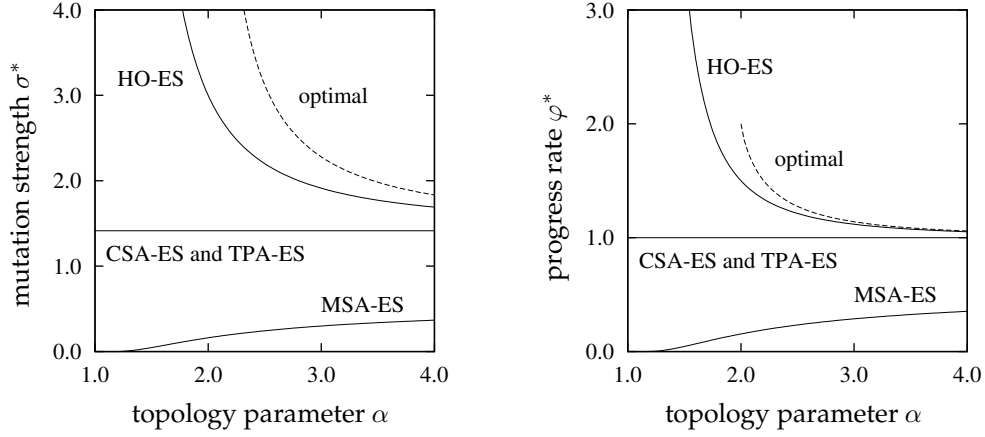 4.0
3.0
2.0
1.0
0.0
1.0 2.0 3.0 4.0
mutation strength σ*
topology parameter α
HO-ES
optimal
CSA-ES and TPA-ES
MSA-ES
3.0
2.0
1.0
0.0
1.0 2.0 3.0 4.0
progress rate φ*
topology parameter α
HO-ES
optimal
CSA-ES and TPA-ES
MSA-ES